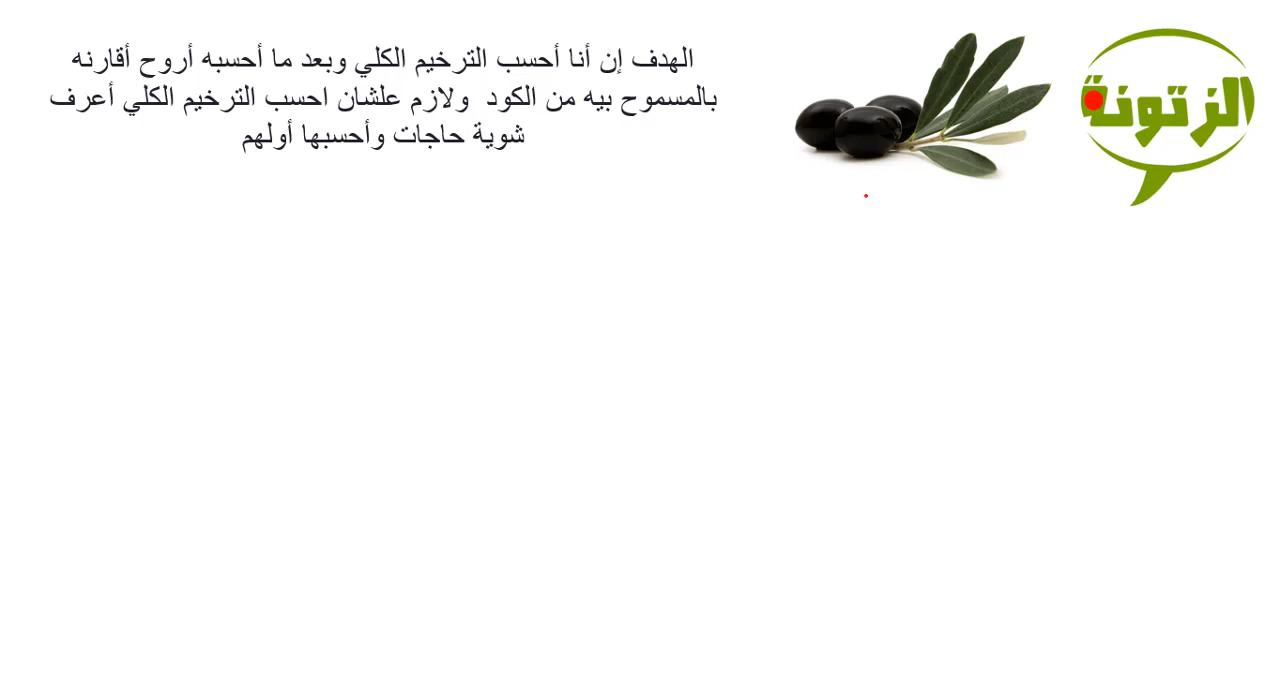 الزتونة
الهدف إن أنا أحسب الترخيم الكلي وبعد ما أحسبه أروح أقارنه
بالمسموح بيه من الكود ولازم علشان احسب الترخيم الكلي أعرف
شوية حاجات وأحسبها أولهم